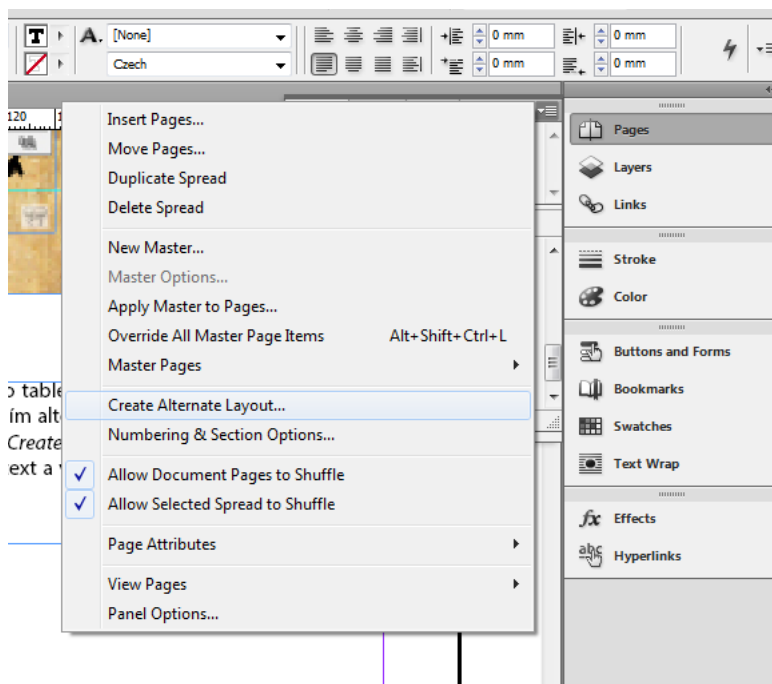 T A. [None] 0 mm 0 mm
Czech 0 mm 0 mm
120
Insert Pages...
Move Pages...
Duplicate Spread
Delete Spread
New Master...
Master Options...
Apply Master to Pages...
Override All Master Page Items Alt+Shift+Ctrl+L
Master Pages
o table
Create Alternate Layout...
ím alt
Numbering & Section Options...
Create
ext a v
Allow Document Pages to Shuffle
Allow Selected Spread to Shuffle
Page Attributes
View Pages
Panel Options...
Pages
Layers
Links
Stroke
Color
Buttons and Forms
Bookmarks
Swatches
Text Wrap
fx Effects
abc Hyperlinks